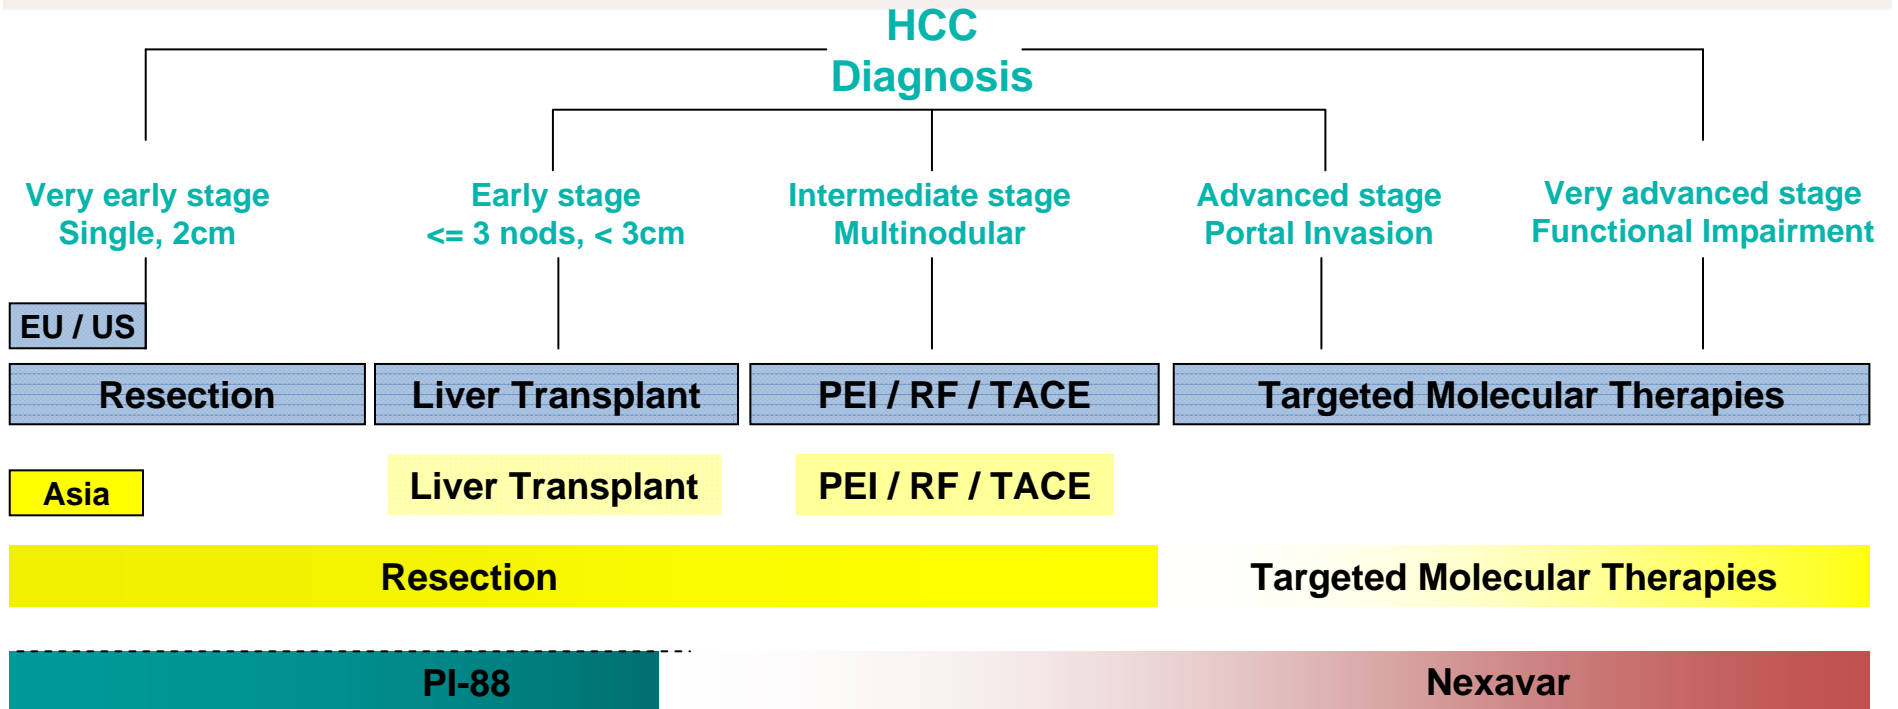 HCC
Diagnosis
Very early stage
Single, 2cm
Early stage
<= 3 nods, < 3cm
Intermediate stage
Multinodular
Advanced stage
Portal Invasion
Very advanced stage
Functional Impairment
EU / US
Resection
Liver Transplant
PEI / RF / TACE
Targeted Molecular Therapies
Asia
Liver Transplant
PEI / RF / TACE
Resection
Targeted Molecular Therapies
PI-88
Nexavar